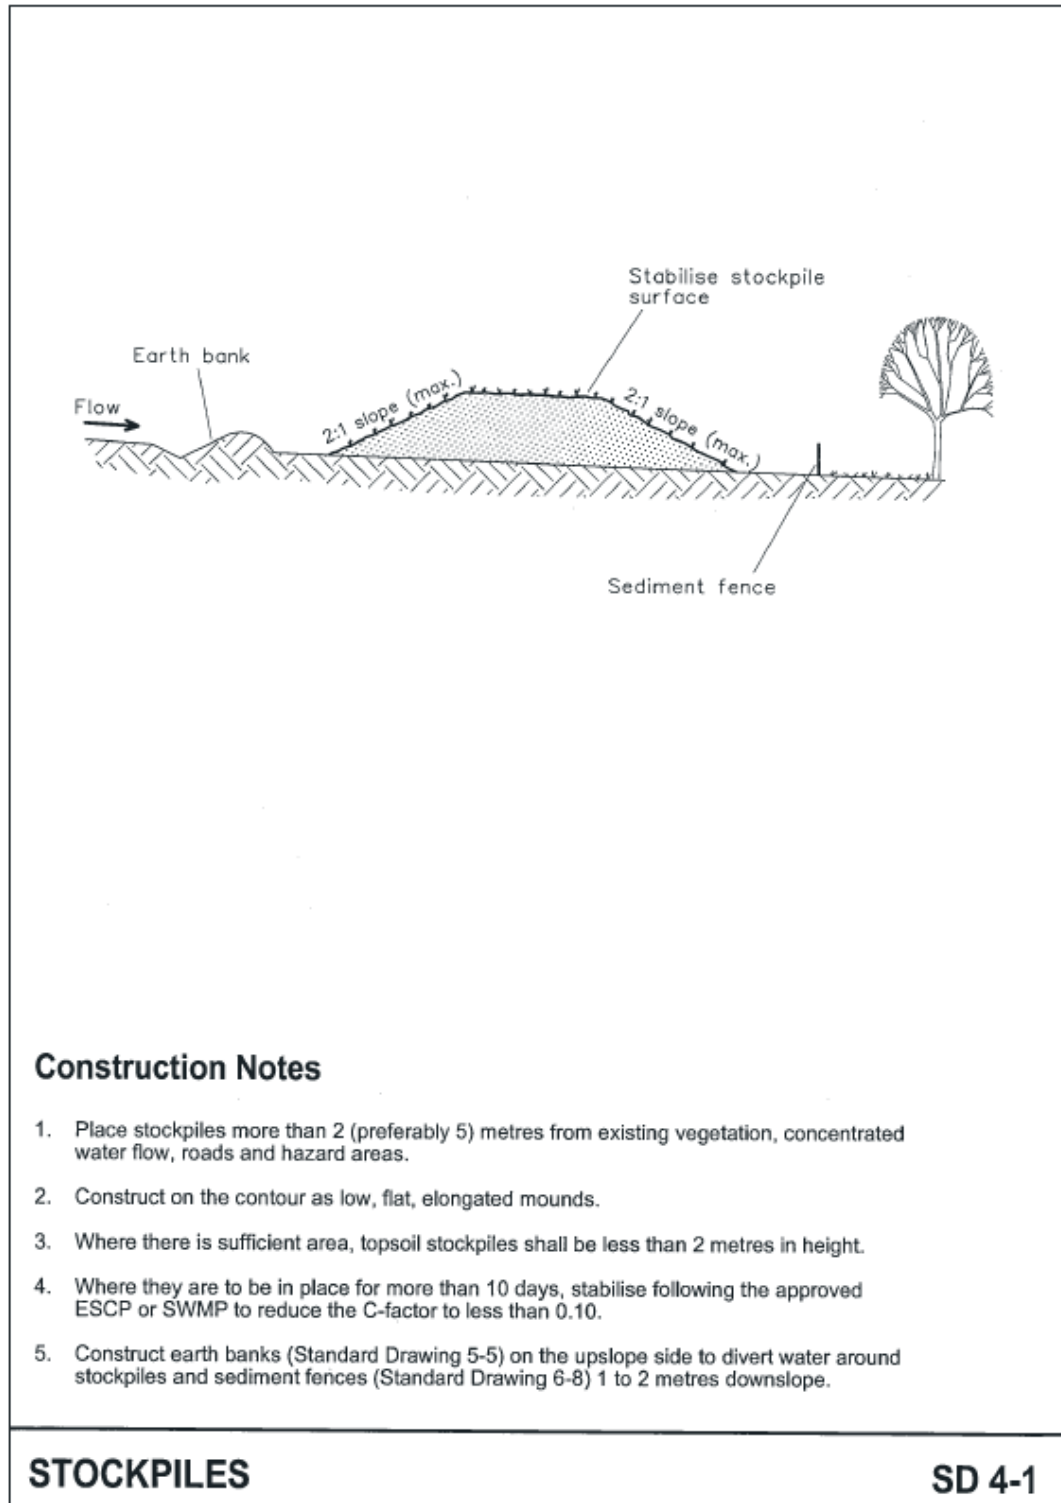 Stabilise stockpile
surface
Earth bank
Flow
2:1 slope (max.)
2:1 slope (max.)
Sediment fence
Construction Notes
1. Place stockpiles more than 2 (preferably 5) metres from existing vegetation, concentrated
water flow, roads and hazard areas.
2. Construct on the contour as low, flat, elongated mounds.
3. Where there is sufficient area, topsoil stockpiles shall be less than 2 metres in height.
4. Where they are to be in place for more than 10 days, stabilise following the approved
ESCP or SWMP to reduce the C-factor to less than 0.10.
5. Construct earth banks (Standard Drawing 5-5) on the upslope side to divert water around
stockpiles and sediment fences (Standard Drawing 6-8) 1 to 2 metres downslope.
STOCKPILES
SD 4-1